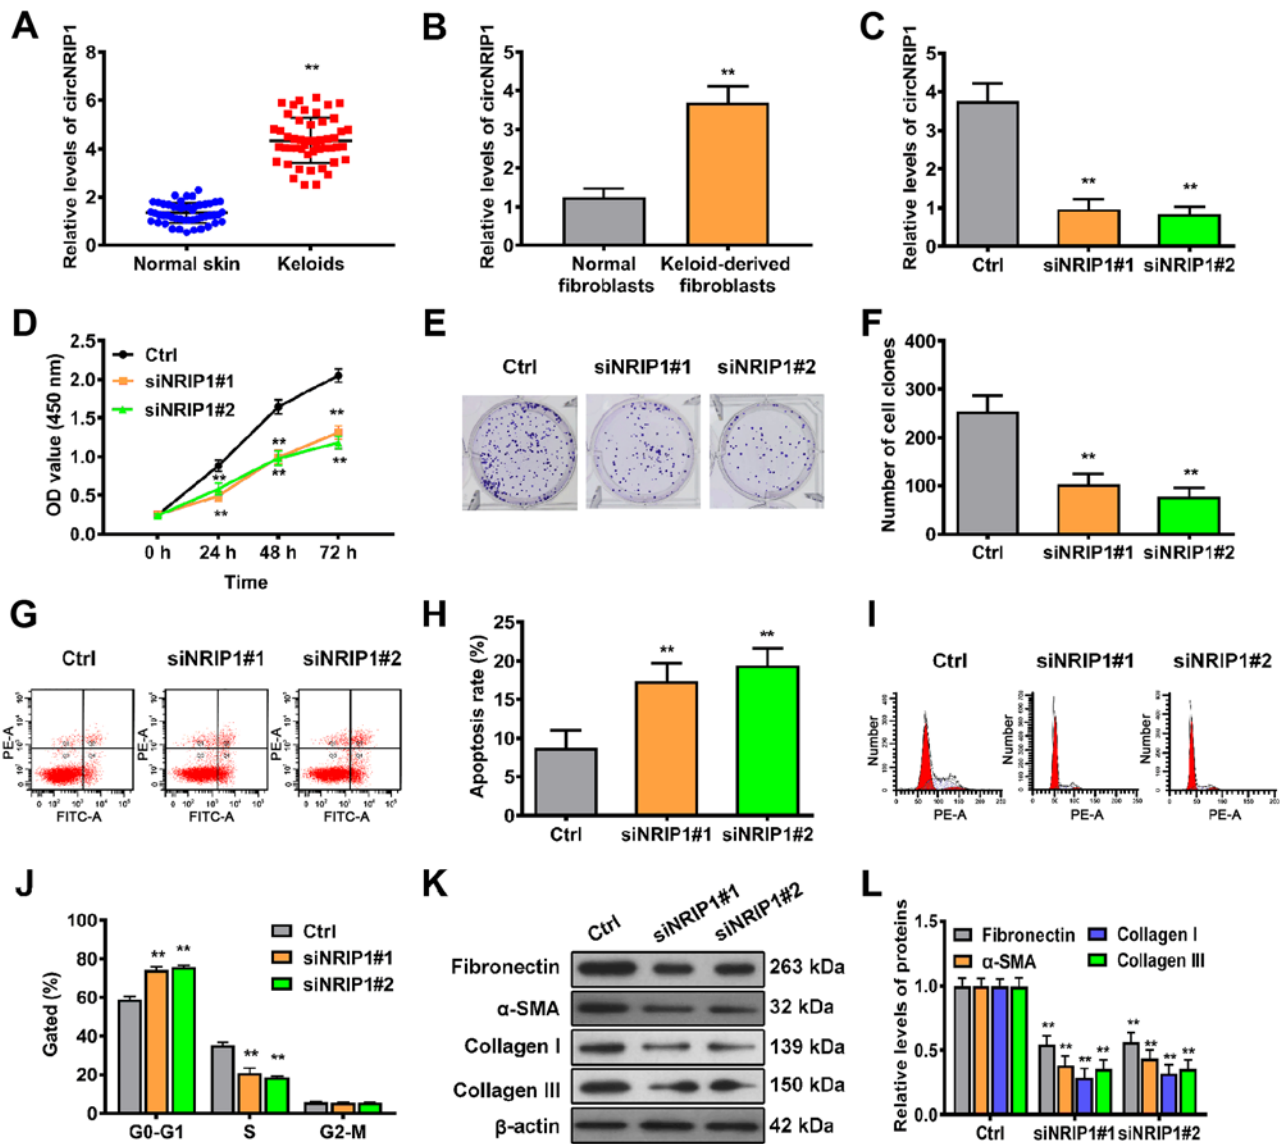 A
Relative levels of circNRIP1
8
6
4
2
0
**
Normal skin
Keloids
B
Relative levels of circNRIP1
5
4
3
2
1
0
**
Normal
fibroblasts
Keloid-derived
fibroblasts
C
Relative levels of circNRIP1
5
4
3
2
1
0
**
**
Ctrl
siNRIP1#1
siNRIP1#2
D
OD value (450 nm)
2.5
2.0
1.5
1.0
0.5
0.0
Ctrl
siNRIP1#1
siNRIP1#2
**
**
**
**
**
**
0 h
24 h
48 h
72 h
Time
E
Ctrl
siNRIP1#1
siNRIP1#2
F
Number of cell clones
400
300
200
100
0
**
**
Ctrl
siNRIP1#1
siNRIP1#2
G
Ctrl
siNRIP1#1
siNRIP1#2
PE-A
FITC-A
PE-A
FITC-A
PE-A
FITC-A
H
Apoptosis rate (%)
25
20
15
10
5
0
**
**
Ctrl
siNRIP1#1
siNRIP1#2
I
Ctrl
siNRIP1#1
siNRIP1#2
Number
PE-A
Number
PE-A
Number
PE-A
J
Gated (%)
100
80
60
40
20
0
Ctrl
siNRIP1#1
siNRIP1#2
**
**
**
**
G0-G1
S
G2-M
K
Ctrl
siNRIP1#1
siNRIP1#2
Fibronectin
263 kDa
α-SMA
32 kDa
Collagen I
139 kDa
Collagen III
150 kDa
β-actin
42 kDa
L
Relative levels of proteins
1.5
1.0
0.5
0.0
Fibronectin
α-SMA
Collagen I
Collagen III
**
**
**
**
**
**
**
**
Ctrl
siNRIP1#1
siNRIP1#2